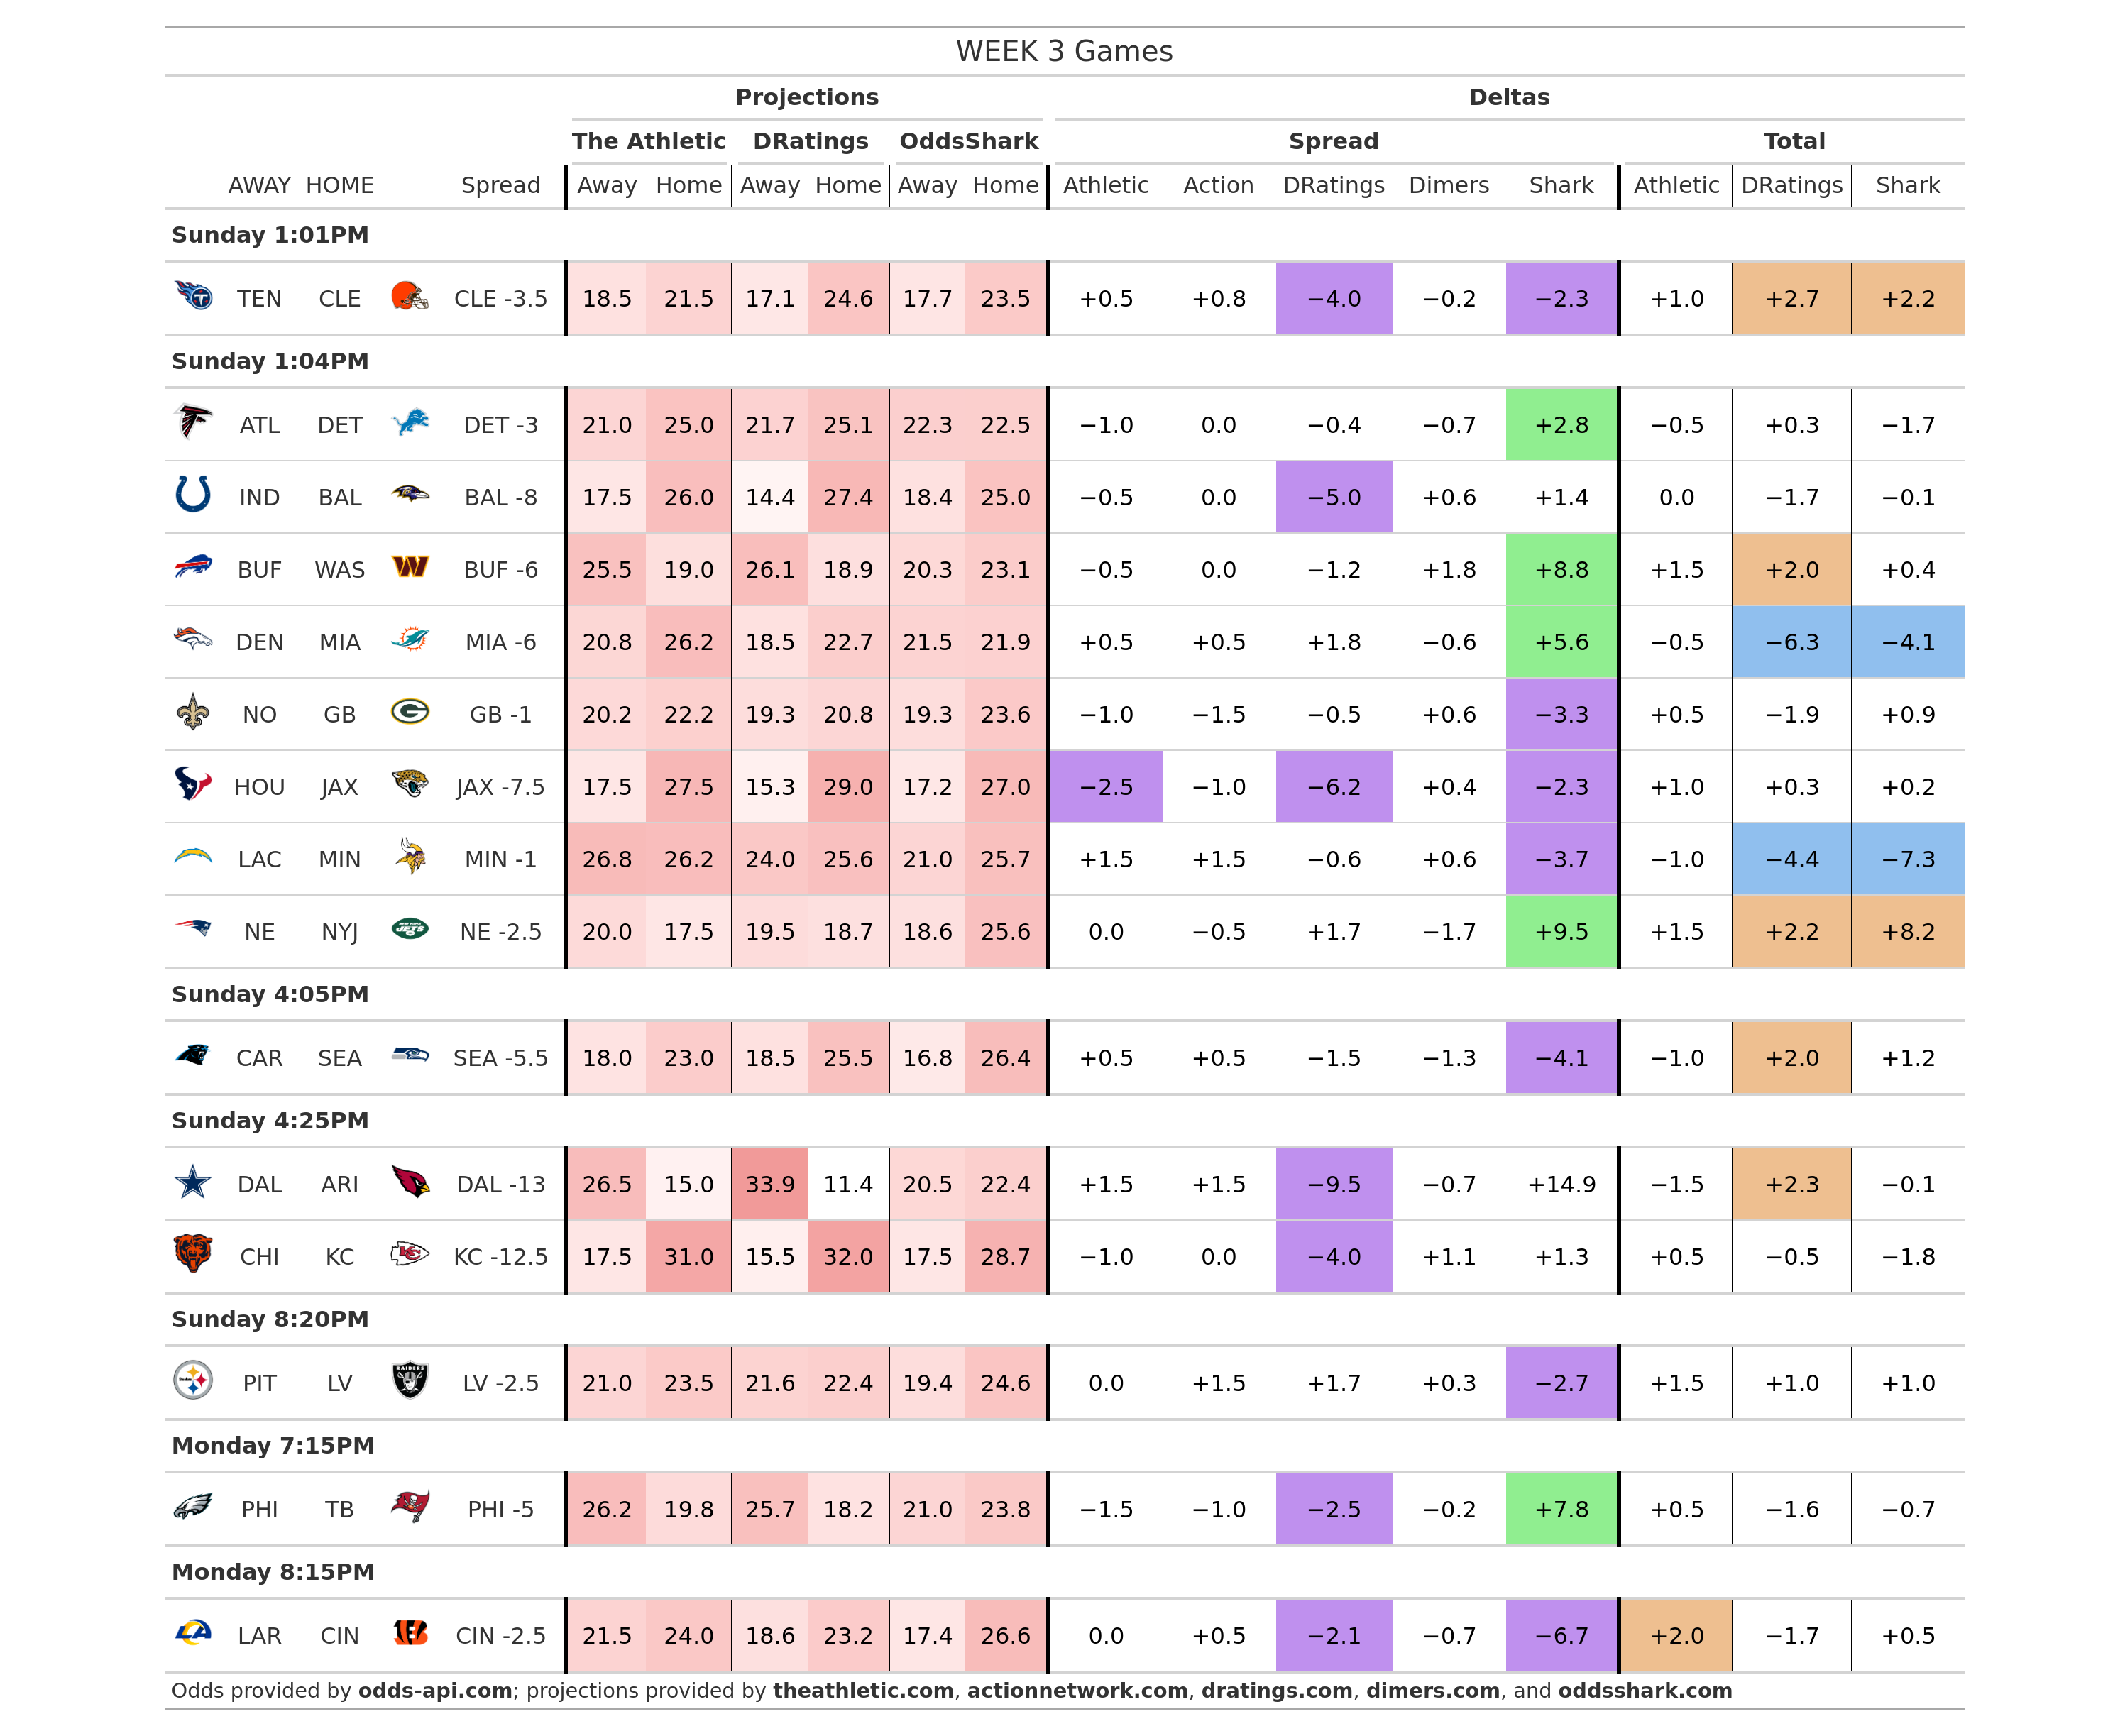 WEEK 3 Games
Projections Deltas
The Athletic DRatings OddsShark Spread Total
AWAY HOME Spread Away Home Away Home Away Home Athletic Action DRatings Dimers Shark Athletic DRatings Shark
Sunday 1:01PM
TEN CLE CLE -3.5 18.5 21.5 17.1 24.6 17.7 23.5 +0.5 +0.8 −4.0 −0.2 −2.3 +1.0 +2.7 +2.2
Sunday 1:04PM
ATL DET DET -3 21.0 25.0 21.7 25.1 22.3 22.5 −1.0 0.0 −0.4 −0.7 +2.8 −0.5 +0.3 −1.7
IND BAL BAL -8 17.5 26.0 14.4 27.4 18.4 25.0 −0.5 0.0 −5.0 +0.6 +1.4 0.0 −1.7 −0.1
BUF WAS BUF -6 25.5 19.0 26.1 18.9 20.3 23.1 −0.5 0.0 −1.2 +1.8 +8.8 +1.5 +2.0 +0.4
DEN MIA MIA -6 20.8 26.2 18.5 22.7 21.5 21.9 +0.5 +0.5 +1.8 −0.6 +5.6 −0.5 −6.3 −4.1
NO GB GB -1 20.2 22.2 19.3 20.8 19.3 23.6 −1.0 −1.5 −0.5 +0.6 −3.3 +0.5 −1.9 +0.9
HOU JAX JAX -7.5 17.5 27.5 15.3 29.0 17.2 27.0 −2.5 −1.0 −6.2 +0.4 −2.3 +1.0 +0.3 +0.2
LAC MIN MIN -1 26.8 26.2 24.0 25.6 21.0 25.7 +1.5 +1.5 −0.6 +0.6 −3.7 −1.0 −4.4 −7.3
NE NYJ NE -2.5 20.0 17.5 19.5 18.7 18.6 25.6 0.0 −0.5 +1.7 −1.7 +9.5 +1.5 +2.2 +8.2
Sunday 4:05PM
CAR SEA SEA -5.5 18.0 23.0 18.5 25.5 16.8 26.4 +0.5 +0.5 −1.5 −1.3 −4.1 −1.0 +2.0 +1.2
Sunday 4:25PM
DAL ARI DAL -13 26.5 15.0 33.9 11.4 20.5 22.4 +1.5 +1.5 −9.5 −0.7 +14.9 −1.5 +2.3 −0.1
CHI KC KC -12.5 17.5 31.0 15.5 32.0 17.5 28.7 −1.0 0.0 −4.0 +1.1 +1.3 +0.5 −0.5 −1.8
Sunday 8:20PM
PIT LV LV -2.5 21.0 23.5 21.6 22.4 19.4 24.6 0.0 +1.5 +1.7 +0.3 −2.7 +1.5 +1.0 +1.0
Monday 7:15PM
PHI TB PHI -5 26.2 19.8 25.7 18.2 21.0 23.8 −1.5 −1.0 −2.5 −0.2 +7.8 +0.5 −1.6 −0.7
Monday 8:15PM
LAR CIN CIN -2.5 21.5 24.0 18.6 23.2 17.4 26.6 0.0 +0.5 −2.1 −0.7 −6.7 +2.0 −1.7 +0.5
Odds provided by odds-api.com; projections provided by theathletic.com, actionnetwork.com, dratings.com, dimers.com, and oddsshark.com